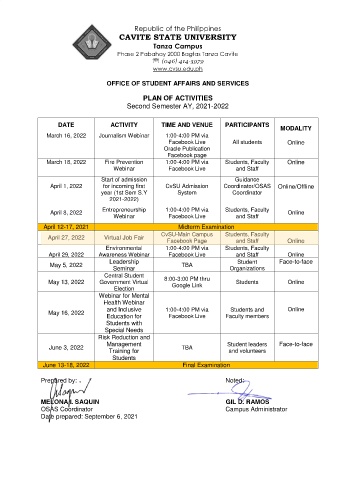 Republic of the Philippines
CAVITE STATE UNIVERSITY
Tanza Campus
Phase 2 Pabahay 2000 Bagtas Tanza Cavite
☏ (046) 414-3979
www.cvsu.edu.ph
OFFICE OF STUDENT AFFAIRS AND SERVICES
PLAN OF ACTIVITIES
Second Semester AY, 2021-2022
DATE ACTIVITY TIME AND VENUE PARTICIPANTS MODALITY
March 16, 2022 Journalism Webinar 1:00-4:00 PM via
Facebook Live All students Online
Oracle Publication
Facebook page
March 18, 2022 Fire Prevention 1:00-4:00 PM via Students, Faculty Online
Webinar Facebook Live and Staff
Start of admission Guidance
April 1, 2022 for incoming first CvSU Admission Coordinator/OSAS Online/Offline
year (1st Sem S.Y System Coordinator
2021-2022)
April 8, 2022 Entrepreneurship 1:00-4:00 PM via Students, Faculty Online
Webinar Facebook Live and Staff
April 12-17, 2021 Midterm Examination
April 27, 2022 Virtual Job Fair CvSU-Main Campus Students, Faculty
Facebook Page and Staff Online
Environmental 1:00-4:00 PM via Students, Faculty
April 29, 2022 Awareness Webinar Facebook Live and Staff Online
May 5, 2022 Leadership TBA Student Face-to-face
Seminar Organizations
Central Student
May 13, 2022 Government Virtual 8:00-3:00 PM thru Students Online
Election Google Link
Webinar for Mental
Health Webinar
May 16, 2022 and Inclusive 1:00-4:00 PM via Students and Online
Education for Facebook Live Faculty members
Students with
Special Needs
Risk Reduction and
June 3, 2022 Management TBA Student leaders Face-to-face
Training for and volunteers
Students
June 13-18, 2022 Final Examination
Prepared by: Noted:
MELONA I. SAQUIN GIL D. RAMOS
OSAS Coordinator Campus Administrator
Date prepared: September 6, 2021